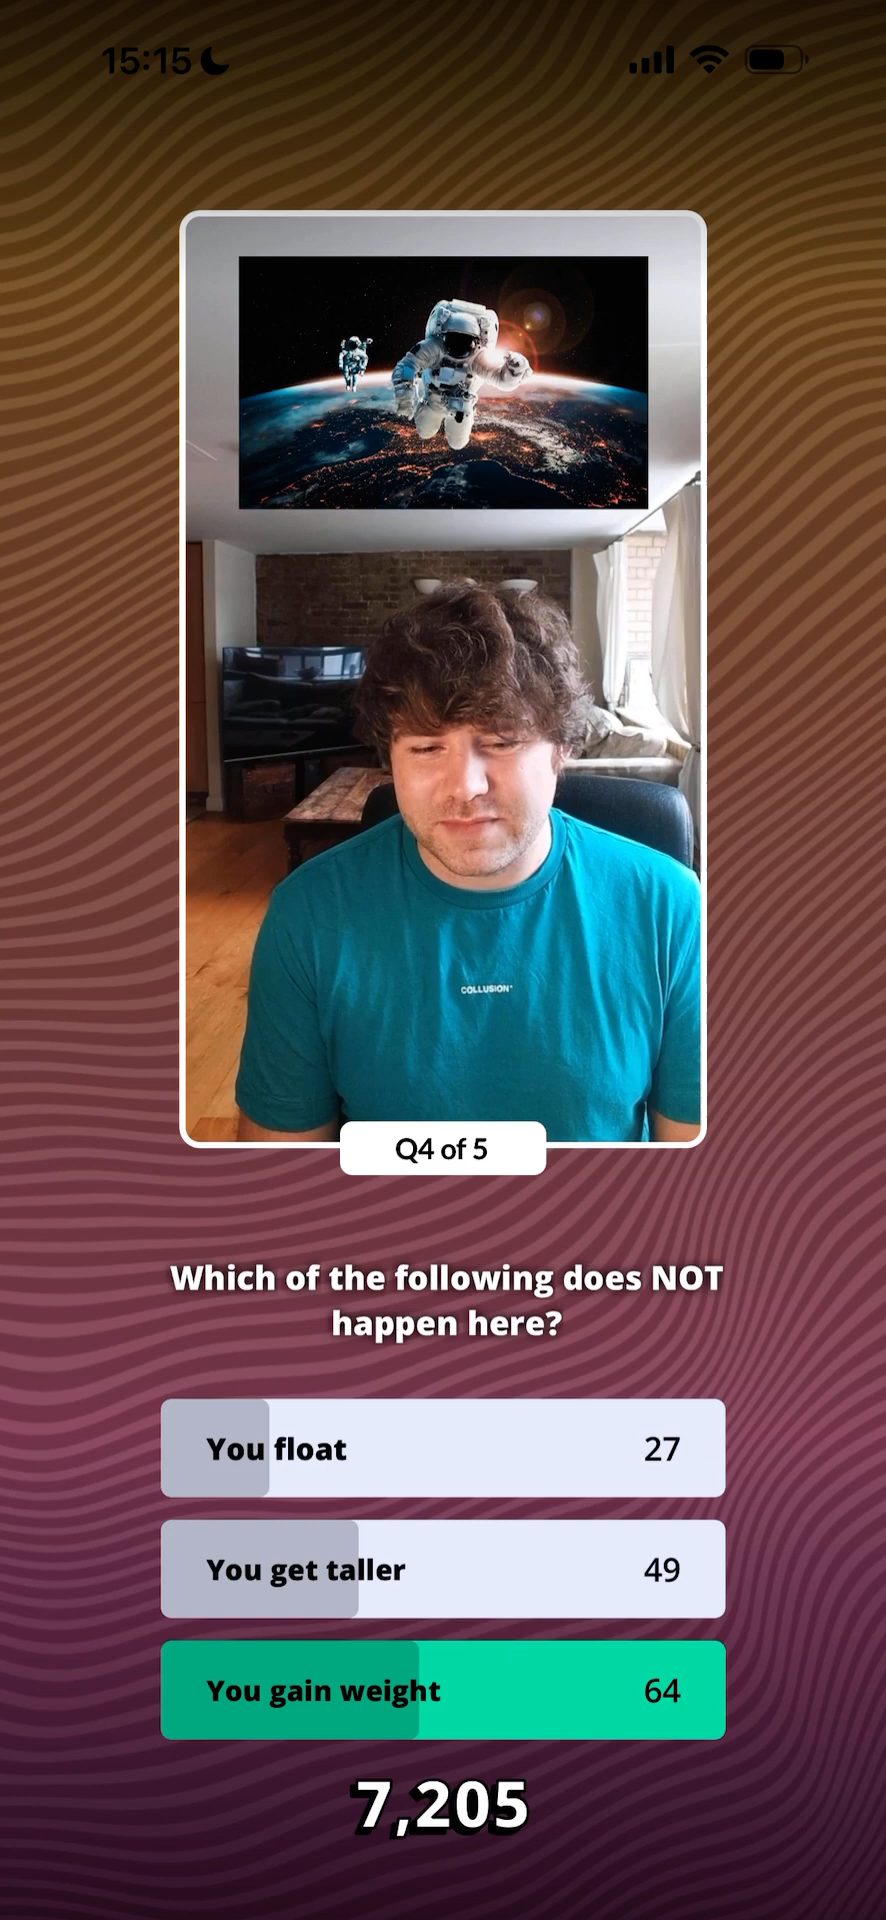 15:15
COLLUSION
Q4 of 5
Which of the following does NOT
happen here?
You float 27
You get taller 49
You gain weight 64
7,205